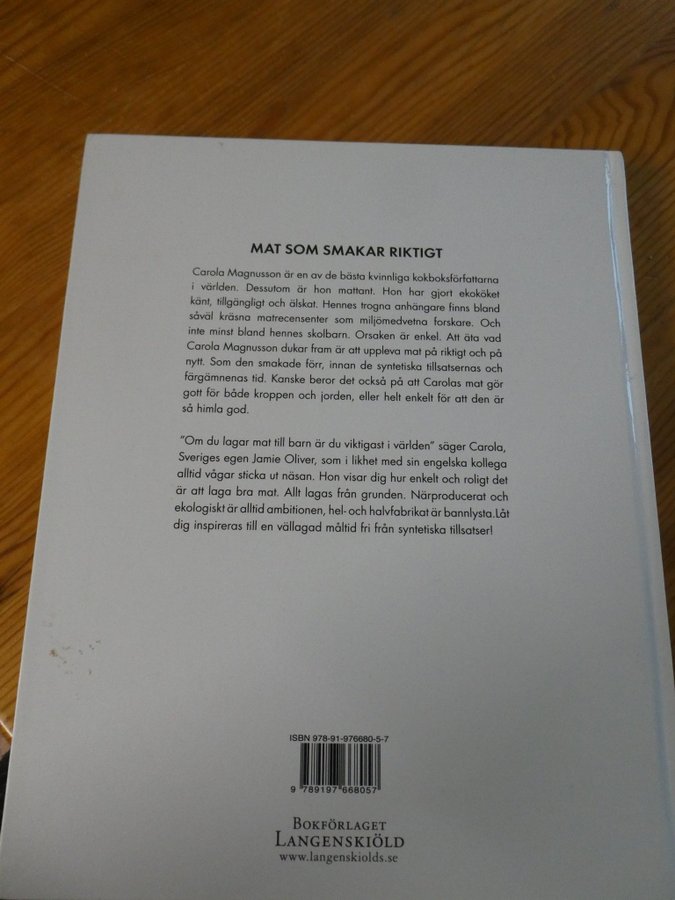 MAT SOM SMAKAR RIKTIGT
Carola Magnusson är en av de bästa kvinnliga kokboksförfattarna
i världen. Dessutom är hon mattant. Hon har gjort ekoköket
känt, tillgängligt och älskat. Hennes trogna anhängare finns bland
såväl kräsna matrecensenter som miljömedvetna forskare. Och
inte minst bland hennes skolbarn. Orsaken är enkel. Att äta vad
Carola Magnusson dukar fram är att uppleva mat på riktigt och på
nytt. Som den smakade förr, innan de syntetiska tillsatsernas och
färgämnenas tid. Kanske beror det också på att Carolas mat gör
gott för både kroppen och jorden, eller helt enkelt för att den är
så himla god.
"Om du lagar mat till barn är du viktigast i världen" säger Carola,
Sveriges egen Jamie Oliver, som i likhet med sin engelska kollega
alltid vågar sticka ut näsan. Hon visar dig hur enkelt och roligt det
är att laga bra mat. Allt lagas från grunden. Närproducerat och
ekologiskt är alltid ambitionen, hel- och halvfabrikat är bannlysta.Låt
dig inspireras till en vällagad måltid fri från syntetiska tillsatser!
ISBN 978-91-976680-5-7
9 789197 668057
BOKFÖRLAGET
LANGENSKIÖLD
www.langenskiolds.se